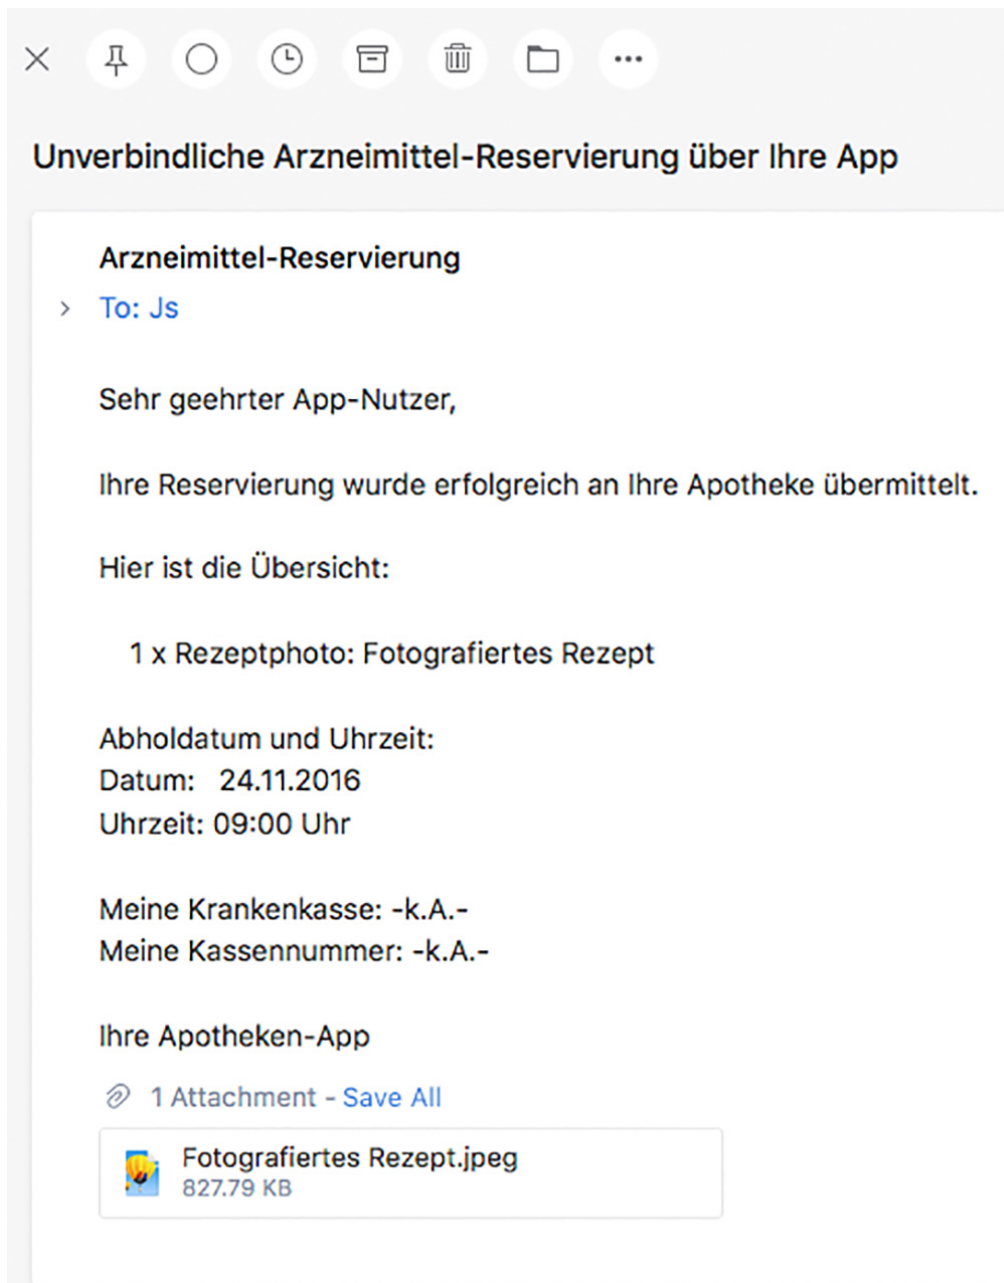 Unverbindliche Arzneimittel-Reservierung über Ihre App
Arzneimittel-Reservierung
To: Js
Sehr geehrter App-Nutzer,
Ihre Reservierung wurde erfolgreich an Ihre Apotheke übermittelt.
Hier ist die Übersicht:
1 x Rezeptphoto: Fotografiertes Rezept
Abholdatum und Uhrzeit:
Datum: 24.11.2016
Uhrzeit: 09:00 Uhr
Meine Krankenkasse: -k.A.-
Meine Kassennummer: -k.A.-
Ihre Apotheken-App
1 Attachment - Save All
Fotografiertes Rezept.jpeg
827.79 KB